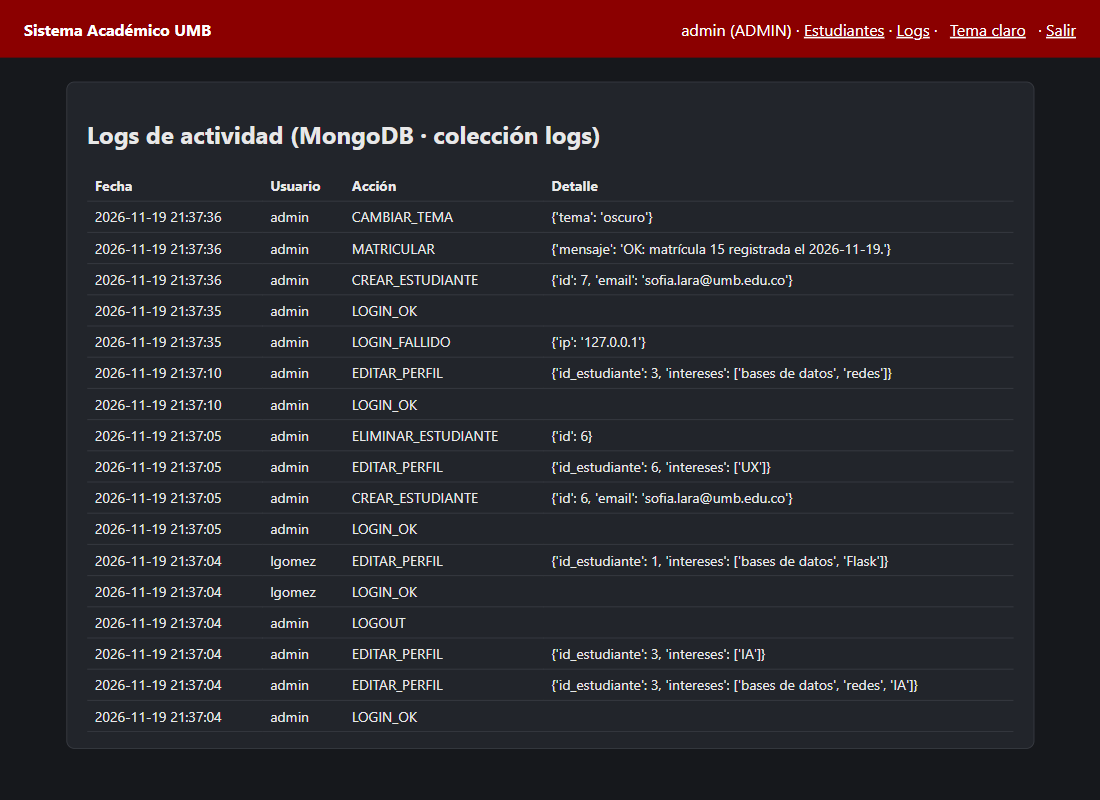 Sistema Académico UMB
admin (ADMIN) · Estudiantes · Logs · Tema claro · Salir
Logs de actividad (MongoDB · colección logs)
Fecha Usuario Acción Detalle
2026-11-19 21:37:36 admin CAMBIAR_TEMA {'tema': 'oscuro'}
2026-11-19 21:37:36 admin MATRICULAR {'mensaje': 'OK: matrícula 15 registrada el 2026-11-19.'}
2026-11-19 21:37:36 admin CREAR_ESTUDIANTE {'id': 7, 'email': 'sofia.lara@umb.edu.co'}
2026-11-19 21:37:35 admin LOGIN_OK
2026-11-19 21:37:35 admin LOGIN_FALLIDO {'ip': '127.0.0.1'}
2026-11-19 21:37:10 admin EDITAR_PERFIL {'id_estudiante': 3, 'intereses': ['bases de datos', 'redes']}
2026-11-19 21:37:10 admin LOGIN_OK
2026-11-19 21:37:05 admin ELIMINAR_ESTUDIANTE {'id': 6}
2026-11-19 21:37:05 admin EDITAR_PERFIL {'id_estudiante': 6, 'intereses': ['UX']}
2026-11-19 21:37:05 admin CREAR_ESTUDIANTE {'id': 6, 'email': 'sofia.lara@umb.edu.co'}
2026-11-19 21:37:05 admin LOGIN_OK
2026-11-19 21:37:04 lgomez EDITAR_PERFIL {'id_estudiante': 1, 'intereses': ['bases de datos', 'Flask']}
2026-11-19 21:37:04 lgomez LOGIN_OK
2026-11-19 21:37:04 admin LOGOUT
2026-11-19 21:37:04 admin EDITAR_PERFIL {'id_estudiante': 3, 'intereses': ['IA']}
2026-11-19 21:37:04 admin EDITAR_PERFIL {'id_estudiante': 3, 'intereses': ['bases de datos', 'redes', 'IA']}
2026-11-19 21:37:04 admin LOGIN_OK